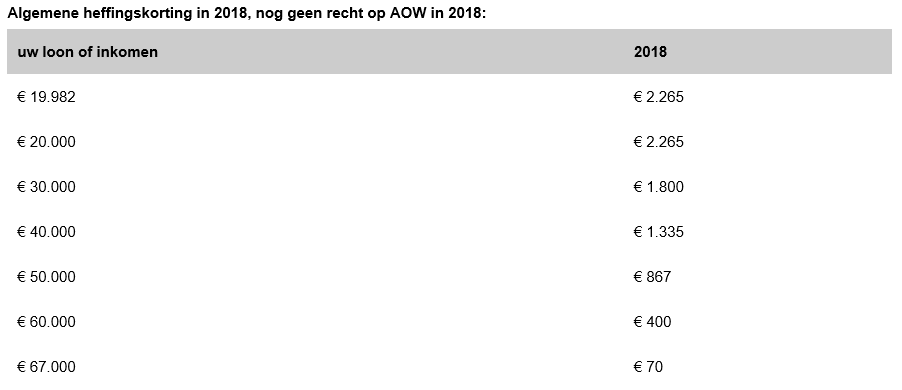 Algemene heffingskorting in 2018, nog geen recht op AOW in 2018:
uw loon of inkomen 2018
€ 19.982 € 2.265
€ 20.000 € 2.265
€ 30.000 € 1.800
€ 40.000 € 1.335
€ 50.000 € 867
€ 60.000 € 400
€ 67.000 € 70